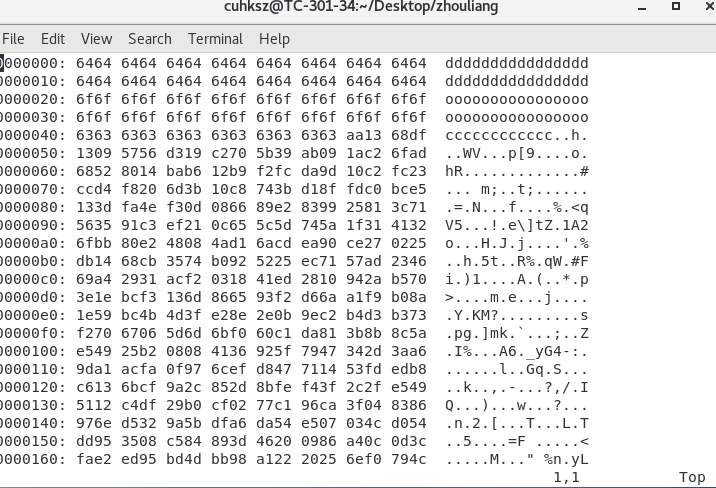 cuhksz@TC-301-34:~/Desktop/zhouliang
File Edit View Search Terminal Help
0000000: 6464 6464 6464 6464 6464 6464 6464 6464 dddddddddddddddd
0000010: 6464 6464 6464 6464 6464 6464 6464 6464 dddddddddddddddd
0000020: 6f6f 6f6f 6f6f 6f6f 6f6f 6f6f 6f6f 6f6f oooooooooooooooo
0000030: 6f6f 6f6f 6f6f 6f6f 6f6f 6f6f 6f6f 6f6f oooooooooooooooo
0000040: 6363 6363 6363 6363 6363 6363 aa13 68df cccccccccccc..h.
0000050: 1309 5756 d319 c270 5b39 ab09 1ac2 6fad ..WV...p[9....o.
0000060: 6852 8014 bab6 12b9 f2fc da9d 10c2 fc23 hR.............#
0000070: ccd4 f820 6d3b 10c8 743b d18f fdc0 bce5 ... m;..t;......
0000080: 133d fa4e f30d 0866 89e2 8399 2581 3c71 .=.N...f....%.<q
0000090: 5635 91c3 ef21 0c65 5c5d 745a 1f31 4132 V5...!.e\]tZ.1A2
00000a0: 6fbb 80e2 4808 4ad1 6acd ea90 ce27 0225 o...H.J.j....'.%
00000b0: db14 68cb 3574 b092 5225 ec71 57ad 2346 ..h.5t..R%.qW.#F
00000c0: 69a4 2931 acf2 0318 41ed 2810 942a b570 i.)1....A.(..*.p
00000d0: 3e1e bcf3 136d 8665 93f2 d66a a1f9 b08a >....m.e...j....
00000e0: 1e59 bc4b 4d3f e28e 2e0b 9ec2 b4d3 b373 .Y.KM?.........s
00000f0: f270 6706 5d6d 6bf0 60c1 da81 3b8b 8c5a .pg.]mk.`...;..Z
0000100: e549 25b2 0808 4136 925f 7947 342d 3aa6 .I%...A6._yG4-:.
0000110: 9da1 acfa 0f97 6cef d847 7114 53fd edb8 ......l..Gq.S...
0000120: c613 6bcf 9a2c 852d 8bfe f43f 2c2f e549 ..k..,.-...?,/.I
0000130: 5112 c4df 29b0 cf02 77c1 96ca 3f04 8386 Q...)...w...?...
0000140: 976e d532 9a5b dfa6 da54 e507 034c d054 .n.2.[...T...L.T
0000150: dd95 3508 c584 893d 4620 0986 a40c 0d3c ..5....=F .....<
0000160: fae2 ed95 bd4d bb98 a122 2025 6ef0 794c .....M..." %n.yL
1,1 Top